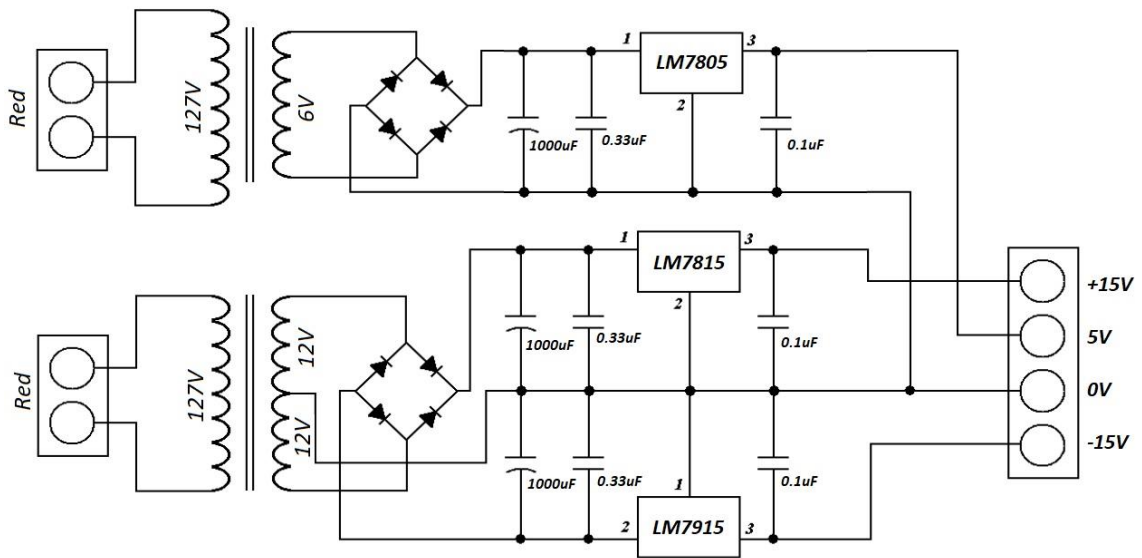 Red
127V
6V
1
LM7805
3
2
1000uF
0.33uF
0.1uF
Red
127V
12V
12V
1
LM7815
3
2
1000uF
0.33uF
0.1uF
1000uF
0.33uF
0.1uF
1
2
LM7915
3
+15V
5V
0V
-15V